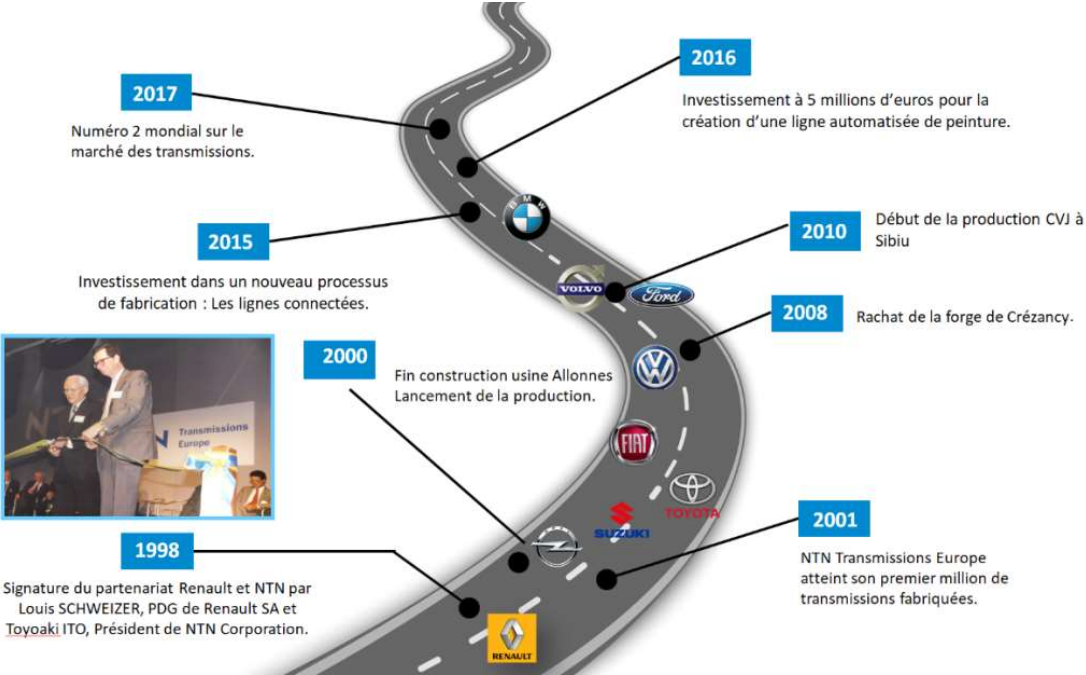 2017
Numéro 2 mondial sur le
marché des transmissions.
2016
Investissement à 5 millions d'euros pour la
création d'une ligne automatisée de peinture.
BMW
2015
Investissement dans un nouveau processus
de fabrication : Les lignes connectées.
2010
Début de la production CVJ à
Sibiu
VOLVO
Ford
2008
Rachat de la forge de Crézancy.
2000
Fin construction usine Allonnes
Lancement de la production.
Transmissions
Europe
FIAT
TOYOTA
SUZUKI
2001
NTN Transmissions Europe
atteint son premier million de
transmissions fabriquées.
1998
Signature du partenariat Renault et NTN par
Louis SCHWEIZER, PDG de Renault SA et
Toyoaki ITO, Président de NTN Corporation.
RENAULT